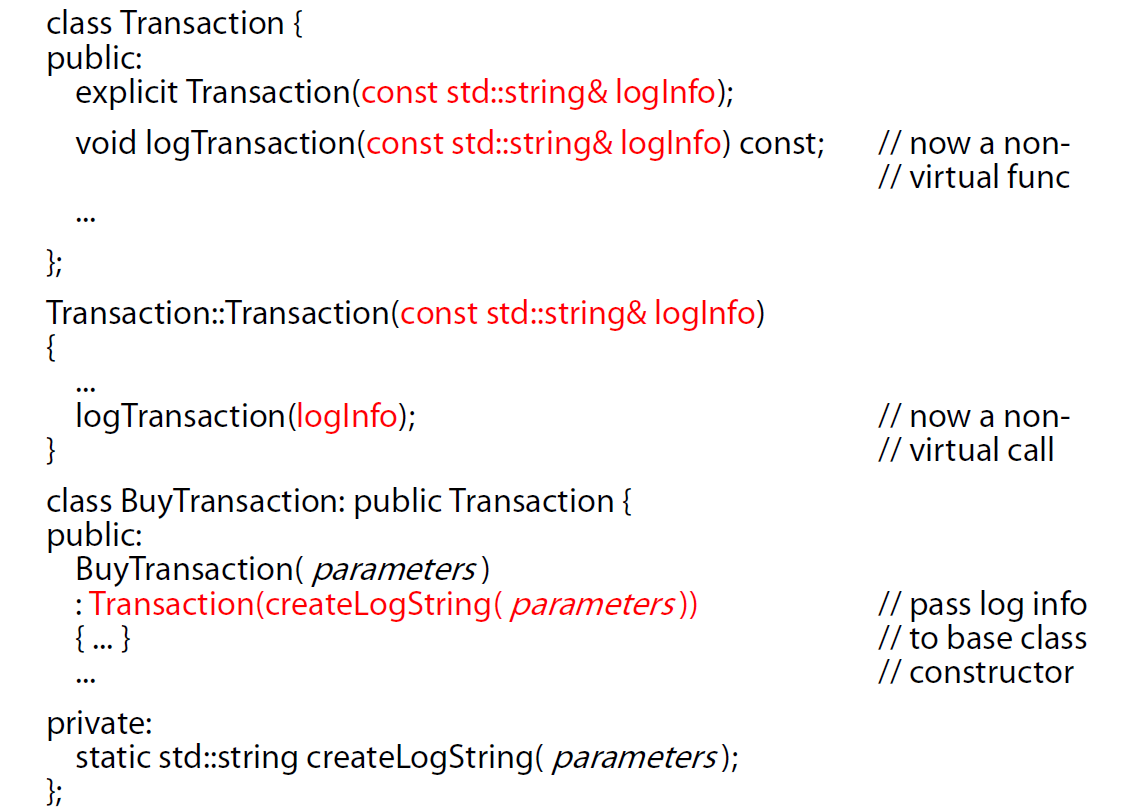 class Transaction {
public:
explicit Transaction(const std::string& logInfo);
void logTransaction(const std::string& logInfo) const; // now a non-
// virtual func
...
};
Transaction::Transaction(const std::string& logInfo)
{
...
logTransaction(logInfo); // now a non-
} // virtual call
class BuyTransaction: public Transaction {
public:
BuyTransaction( parameters )
: Transaction(createLogString( parameters )) // pass log info
{ ... } // to base class
... // constructor
private:
static std::string createLogString( parameters );
};